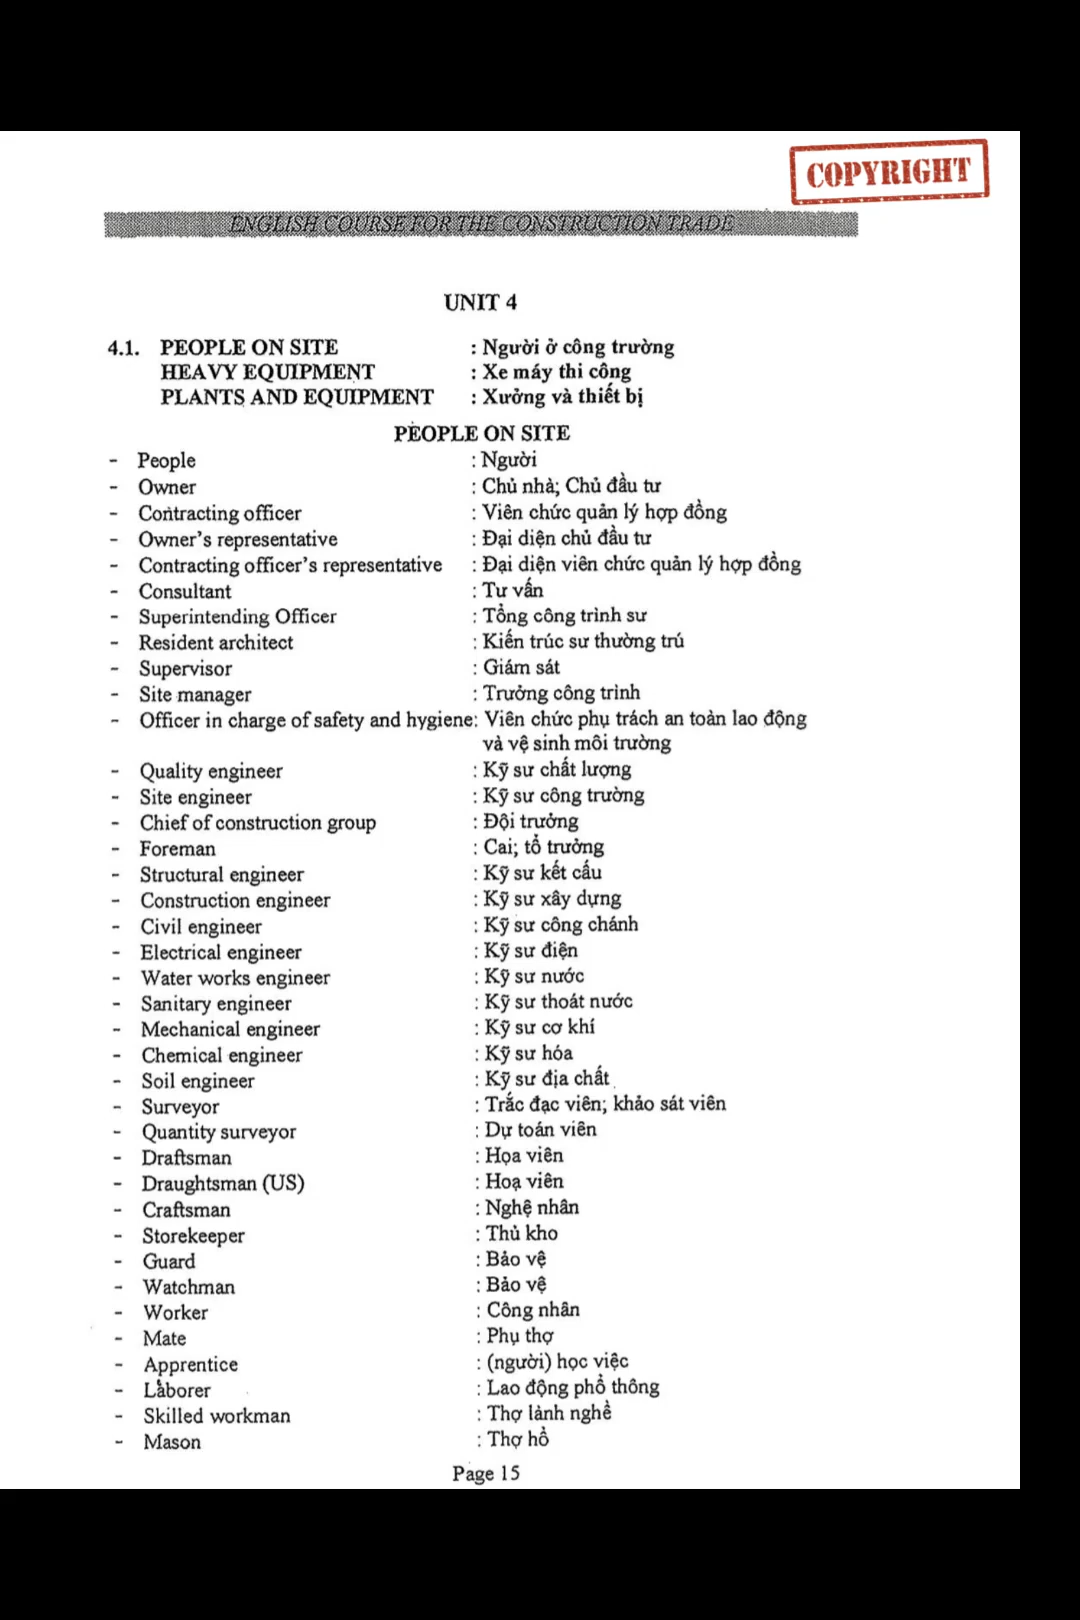 COPYRIGHT
ENGLISH COURSE FOR THE CONSTRUCTION TRADE
UNIT 4
4.1. PEOPLE ON SITE : Người ở công trường
HEAVY EQUIPMENT : Xe máy thi công
PLANTS AND EQUIPMENT : Xưởng và thiết bị
PEOPLE ON SITE
- People : Người
- Owner : Chủ nhà; Chủ đầu tư
- Contracting officer : Viên chức quản lý hợp đồng
- Owner's representative : Đại diện chủ đầu tư
- Contracting officer's representative : Đại diện viên chức quản lý hợp đồng
- Consultant : Tư vấn
- Superintending Officer : Tổng công trình sư
- Resident architect : Kiến trúc sư thường trú
- Supervisor : Giám sát
- Site manager : Trưởng công trình
- Officer in charge of safety and hygiene: Viên chức phụ trách an toàn lao động
và vệ sinh môi trường
- Quality engineer : Kỹ sư chất lượng
- Site engineer : Kỹ sư công trường
- Chief of construction group : Đội trưởng
- Foreman : Cai; tổ trưởng
- Structural engineer : Kỹ sư kết cấu
- Construction engineer : Kỹ sư xây dựng
- Civil engineer : Kỹ sư công chánh
- Electrical engineer : Kỹ sư điện
- Water works engineer : Kỹ sư nước
- Sanitary engineer : Kỹ sư thoát nước
- Mechanical engineer : Kỹ sư cơ khí
- Chemical engineer : Kỹ sư hóa
- Soil engineer : Kỹ sư địa chất
- Surveyor : Trắc đạc viên; khảo sát viên
- Quantity surveyor : Dự toán viên
- Draftsman : Họa viên
- Draughtsman (US) : Hoạ viên
- Craftsman : Nghệ nhân
- Storekeeper : Thủ kho
- Guard : Bảo vệ
- Watchman : Bảo vệ
- Worker : Công nhân
- Mate : Phụ thợ
- Apprentice : (người) học việc
- Laborer : Lao động phổ thông
- Skilled workman : Thợ lành nghề
- Mason : Thợ hồ
Page 15